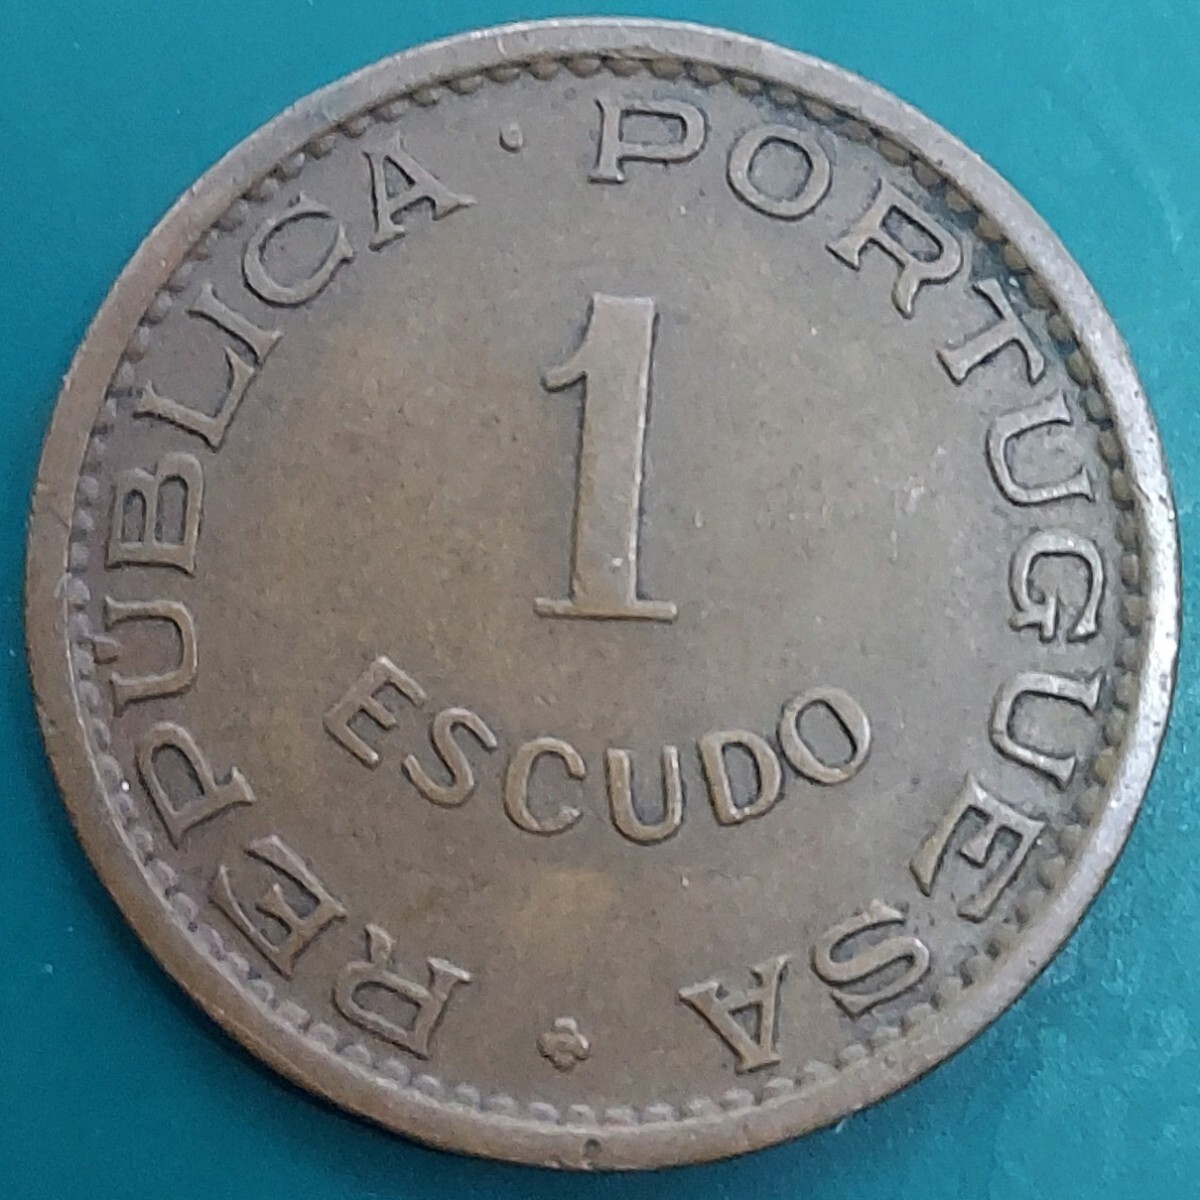 REPÚBLICA · PORTUGUESA
1
ESCUDO